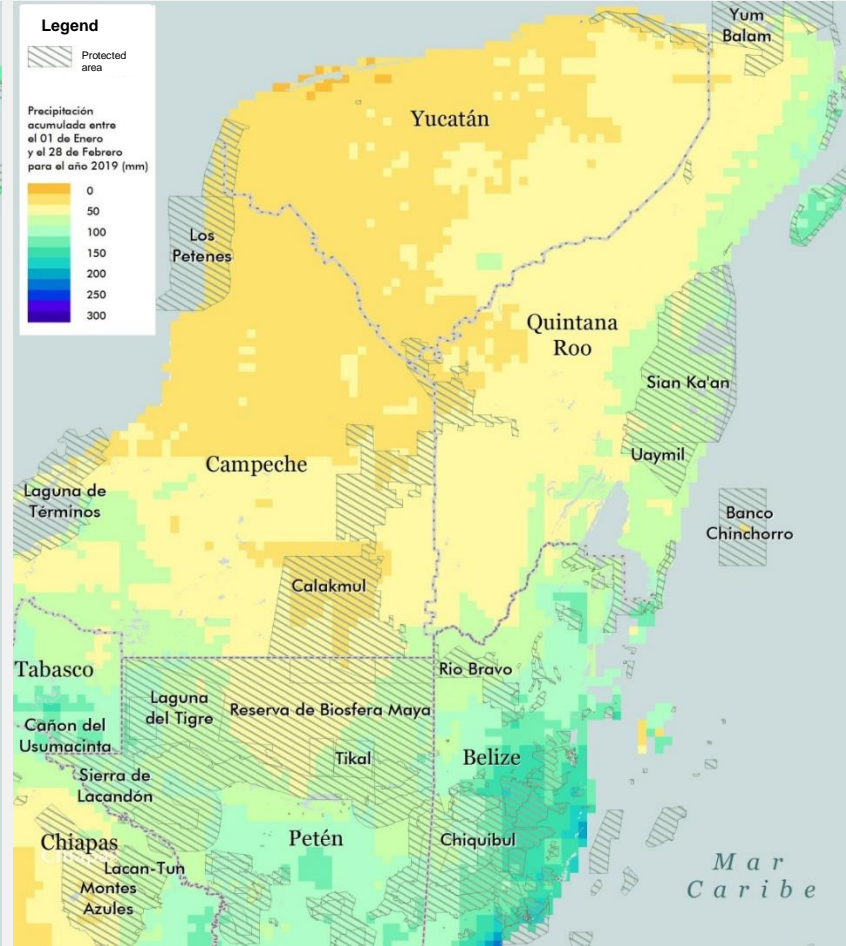 Legend
Protected
area
Precipitación
acumulada entre
el 01 de Enero
y el 28 de Febrero
para el año 2019 (mm)
0
50
100
150
200
250
300
Yum
Balam
Yucatán
Los
Petenes
Quintana
Roo
Sian Ka'an
Uaymil
Campeche
Laguna de
Términos
Banco
Chinchorro
Calakmul
Tabasco
Rio Bravo
Laguna
del Tigre
Reserva de Biosfera Maya
Cañon del
Usumacinta
Tikal
Belize
Sierra de
Lacandón
Petén
Chiquibul
Chiapas
Lacan-Tun
Montes
Azules
Mar
Caribe